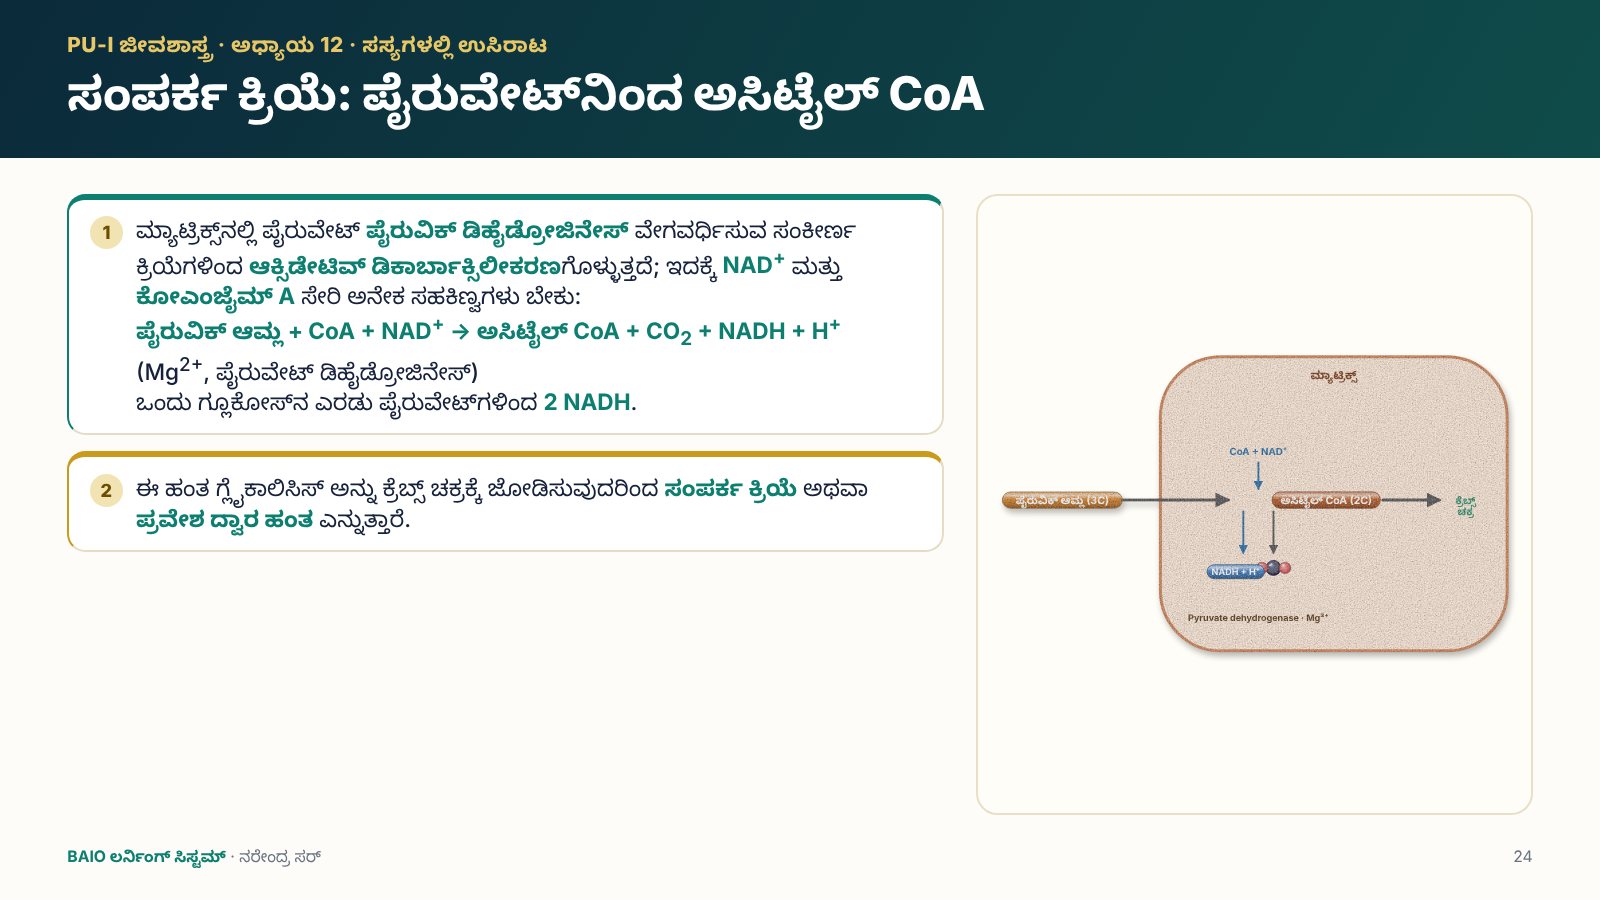 PU-I ಜೀವಶಾಸ್ತ್ರ · ಅಧ್ಯಾಯ 12 · ಸಸ್ಯಗಳಲ್ಲಿ ಉಸಿರಾಟ
ಸಂಪರ್ಕ ಕ್ರಿಯೆ: ಪೈರುವೇಟ್‌ನಿಂದ ಅಸಿಟೈಲ್ CoA
1 ಮ್ಯಾಟ್ರಿಕ್ಸ್‌ನಲ್ಲಿ ಪೈರುವೇಟ್ ಪೈರುವಿಕ್ ಡಿಹೈಡ್ರೋಜಿನೇಸ್ ವೇಗವರ್ಧಿಸುವ ಸಂಕೀರ್ಣ
ಕ್ರಿಯೆಗಳಿಂದ ಆಕ್ಸಿಡೇಟಿವ್ ಡಿಕಾರ್ಬಾಕ್ಸಿಲೀಕರಣಗೊಳ್ಳುತ್ತದೆ; ಇದಕ್ಕೆ NAD⁺ ಮತ್ತು
ಕೋಎಂಜೈಮ್ A ಸೇರಿ ಅನೇಕ ಸಹಕಿಣ್ವಗಳು ಬೇಕು:
ಪೈರುವಿಕ್ ಆಮ್ಲ + CoA + NAD⁺ → ಅಸಿಟೈಲ್ CoA + CO₂ + NADH + H⁺
(Mg²⁺, ಪೈರುವೇಟ್ ಡಿಹೈಡ್ರೋಜಿನೇಸ್)
ಒಂದು ಗ್ಲೂಕೋಸ್‌ನ ಎರಡು ಪೈರುವೇಟ್‌ಗಳಿಂದ 2 NADH.
2 ಈ ಹಂತ ಗ್ಲೈಕಾಲಿಸಿಸ್ ಅನ್ನು ಕ್ರೆಬ್ಸ್ ಚಕ್ರಕ್ಕೆ ಜೋಡಿಸುವುದರಿಂದ ಸಂಪರ್ಕ ಕ್ರಿಯೆ ಅಥವಾ
ಪ್ರವೇಶ ದ್ವಾರ ಹಂತ ಎನ್ನುತ್ತಾರೆ.
ಮ್ಯಾಟ್ರಿಕ್ಸ್
CoA + NAD⁺
ಪೈರುವಿಕ್ ಆಮ್ಲ (3C)
ಅಸಿಟೈಲ್ CoA (2C)
ಕ್ರೆಬ್ಸ್
ಚಕ್ರ
NADH + H⁺
Pyruvate dehydrogenase · Mg²⁺
BAIO ಲರ್ನಿಂಗ್ ಸಿಸ್ಟಮ್ · ನರೇಂದ್ರ ಸರ್
24